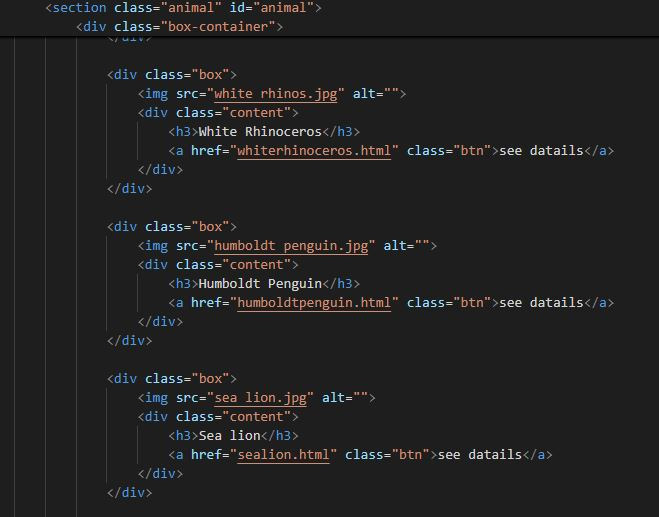 <section class="animal" id="animal">
<div class="box-container">
</div>
<div class="box">
<img src="white rhinos.jpg" alt="">
<div class="content">
<h3>White Rhinoceros</h3>
<a href="whiterhinoceros.html" class="btn">see datails</a>
</div>
</div>
<div class="box">
<img src="humboldt penguin.jpg" alt="">
<div class="content">
<h3>Humboldt Penguin</h3>
<a href="humboldtpenguin.html" class="btn">see datails</a>
</div>
</div>
<div class="box">
<img src="sea lion.jpg" alt="">
<div class="content">
<h3>Sea lion</h3>
<a href="sealion.html" class="btn">see datails</a>
</div>
</div>